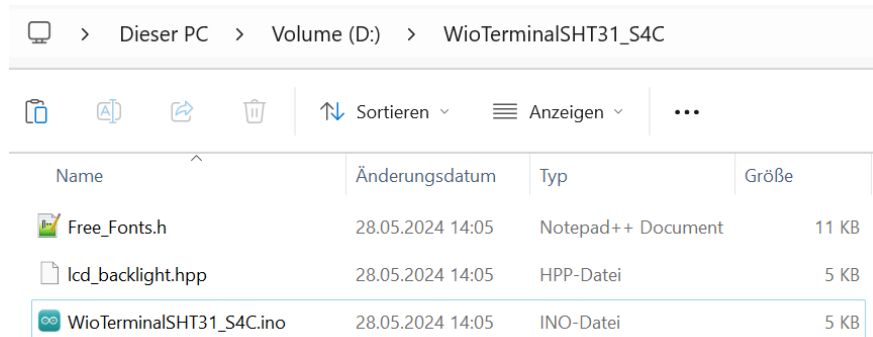 > Dieser PC > Volume (D:) > WioTerminalSHT31_S4C
Sortieren Anzeigen ...
Name Änderungsdatum Typ Größe
Free_Fonts.h 28.05.2024 14:05 Notepad++ Document 11 KB
lcd_backlight.hpp 28.05.2024 14:05 HPP-Datei 5 KB
WioTerminalSHT31_S4C.ino 28.05.2024 14:05 INO-Datei 5 KB